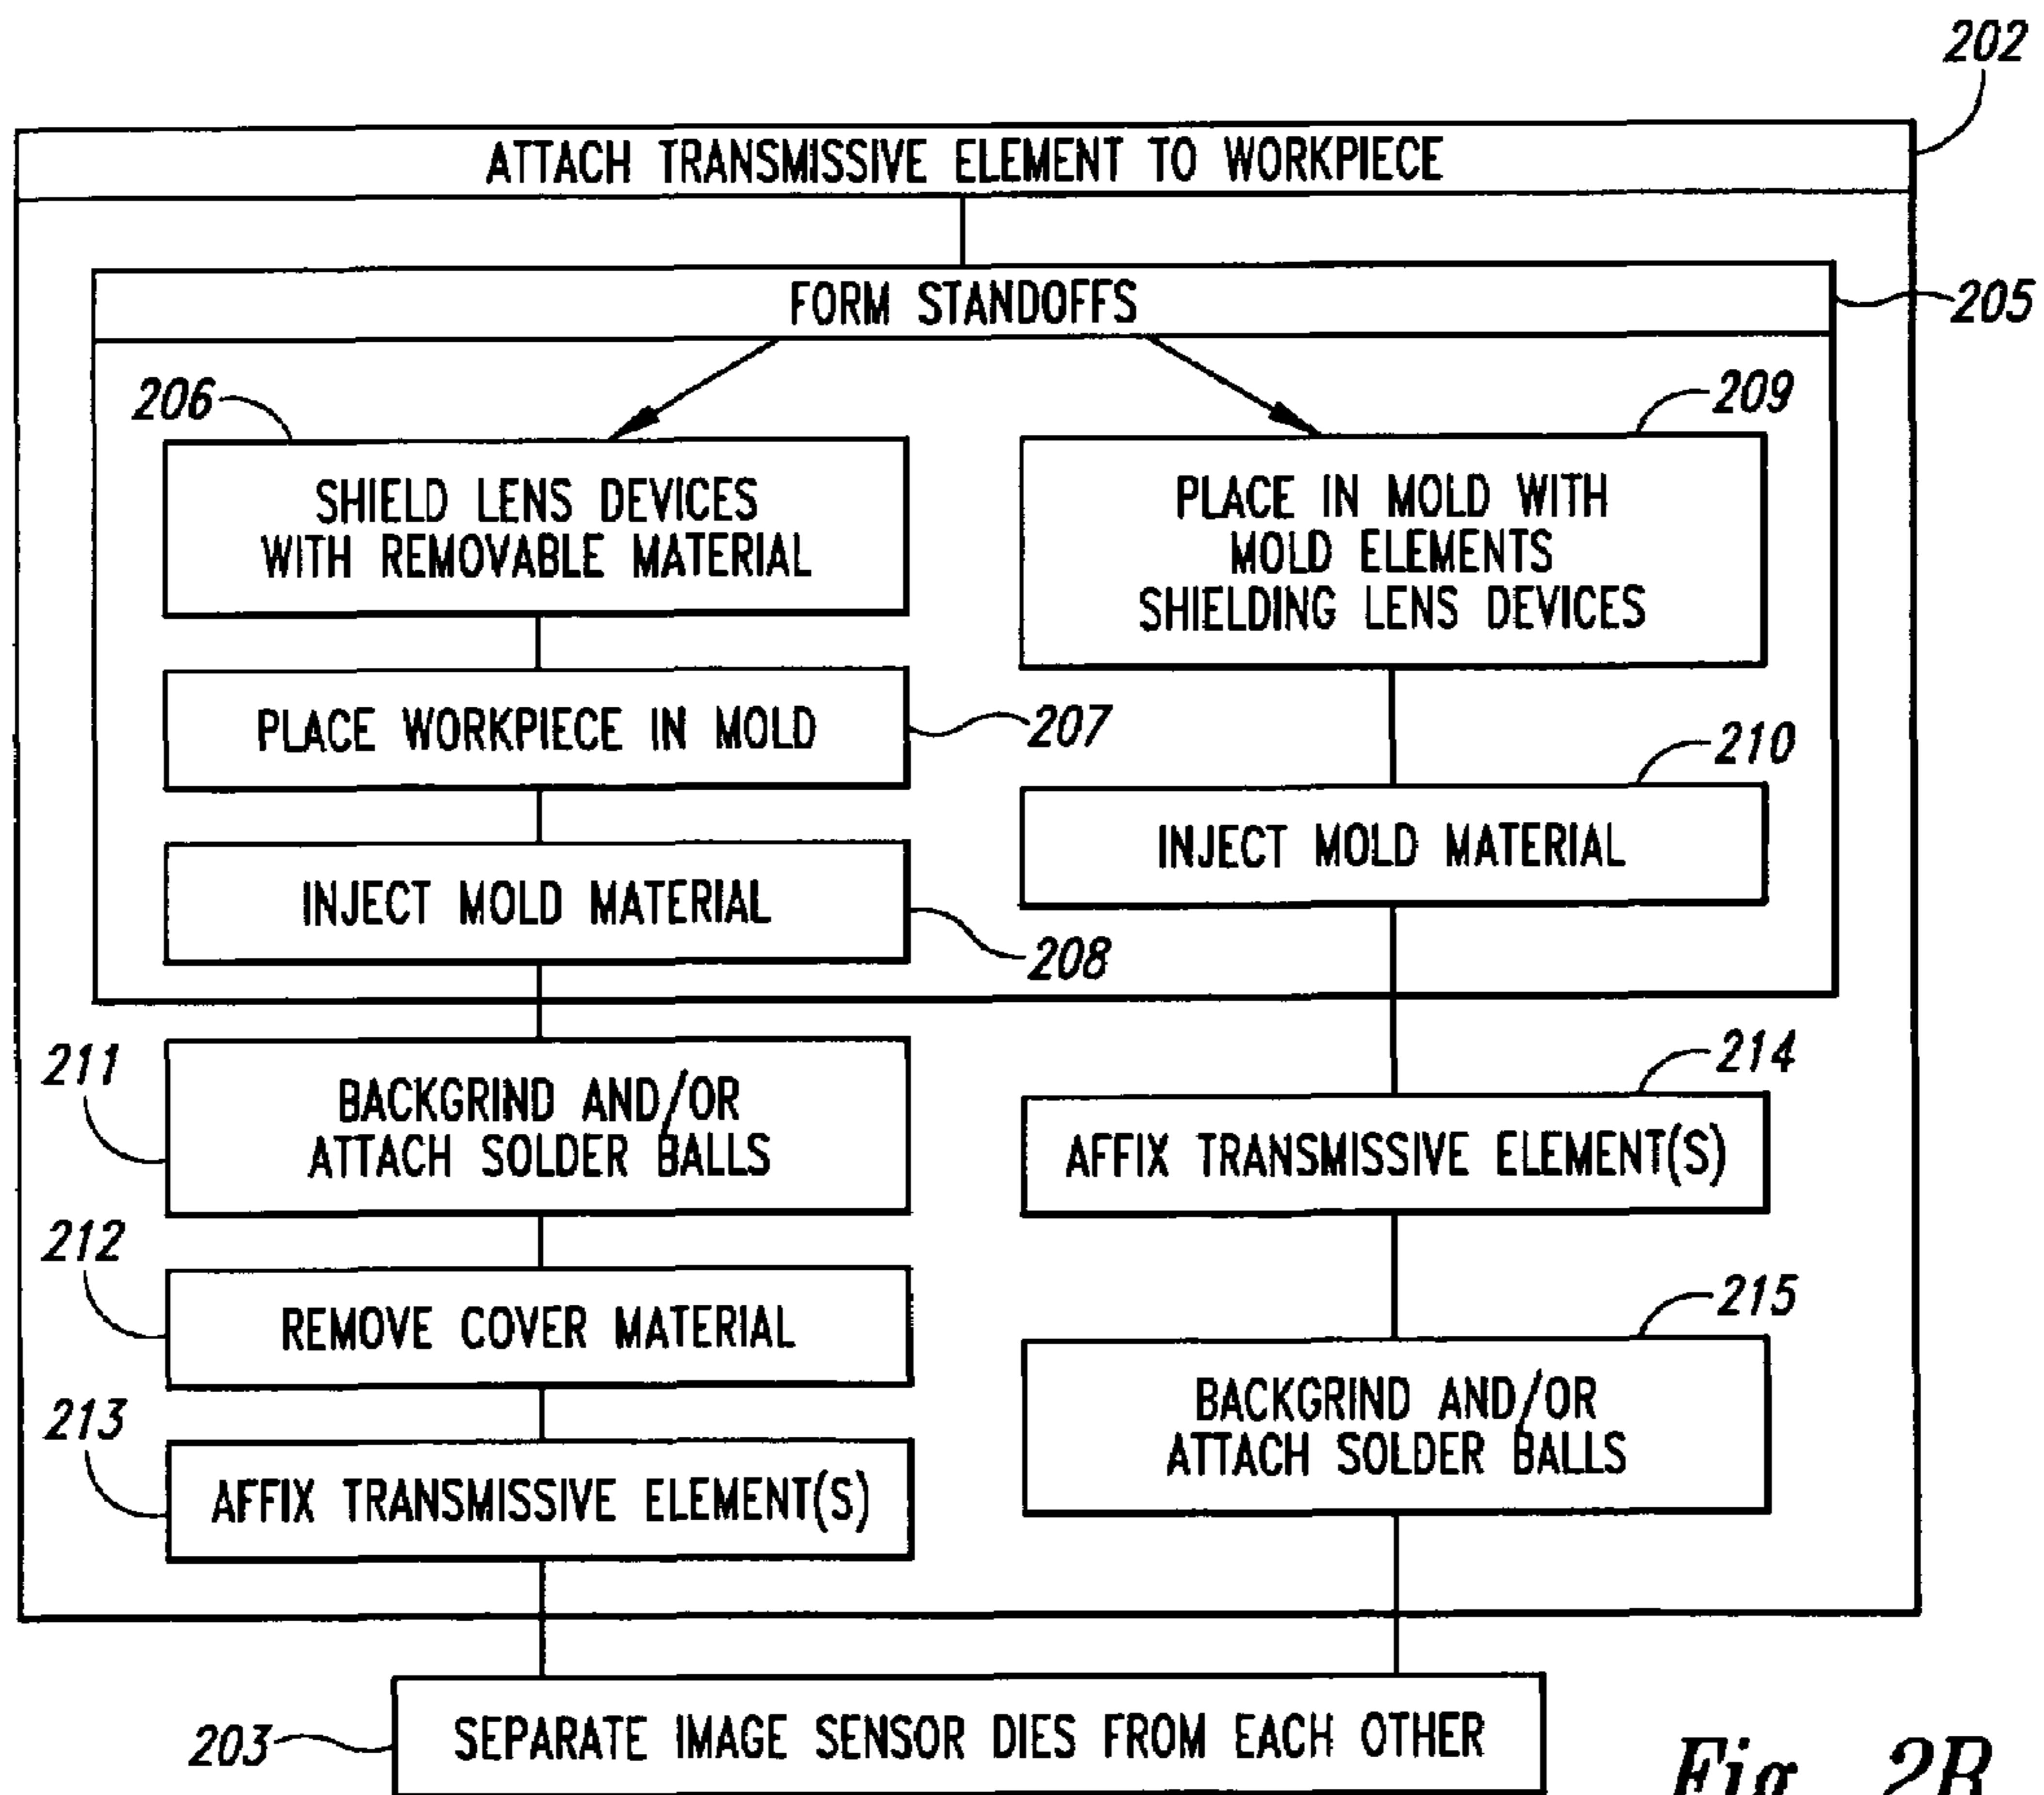 202
ATTACH TRANSMISSIVE ELEMENT TO WORKPIECE
FORM STANDOFFS
205
206
SHIELD LENS DEVICES
WITH REMOVABLE MATERIAL
PLACE WORKPIECE IN MOLD
207
INJECT MOLD MATERIAL
208
209
PLACE IN MOLD WITH
MOLD ELEMENTS
SHIELDING LENS DEVICES
210
INJECT MOLD MATERIAL
211
BACKGRIND AND/OR
ATTACH SOLDER BALLS
212
REMOVE COVER MATERIAL
213
AFFIX TRANSMISSIVE ELEMENT(S)
214
AFFIX TRANSMISSIVE ELEMENT(S)
215
BACKGRIND AND/OR
ATTACH SOLDER BALLS
203
SEPARATE IMAGE SENSOR DIES FROM EACH OTHER
Fig. 2B